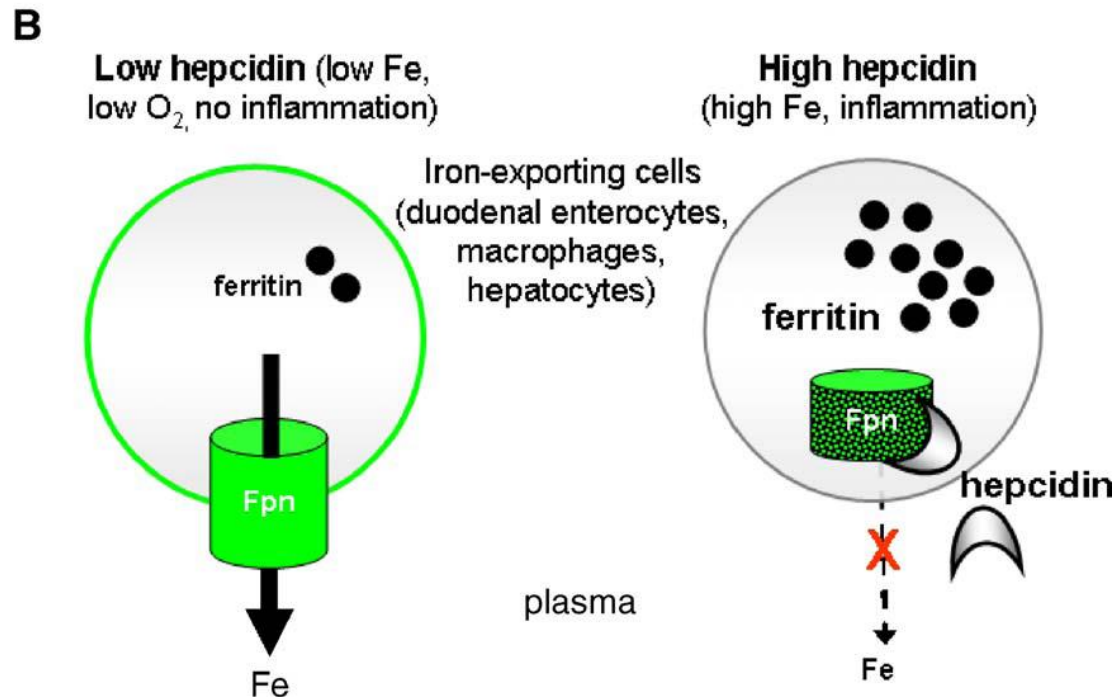 B
Low hepcidin (low Fe,
low O₂, no inflammation)
High hepcidin
(high Fe, inflammation)
Iron-exporting cells
(duodenal enterocytes,
macrophages,
hepatocytes)
ferritin
ferritin
Fpn
Fpn
hepcidin
X
plasma
Fe
Fe